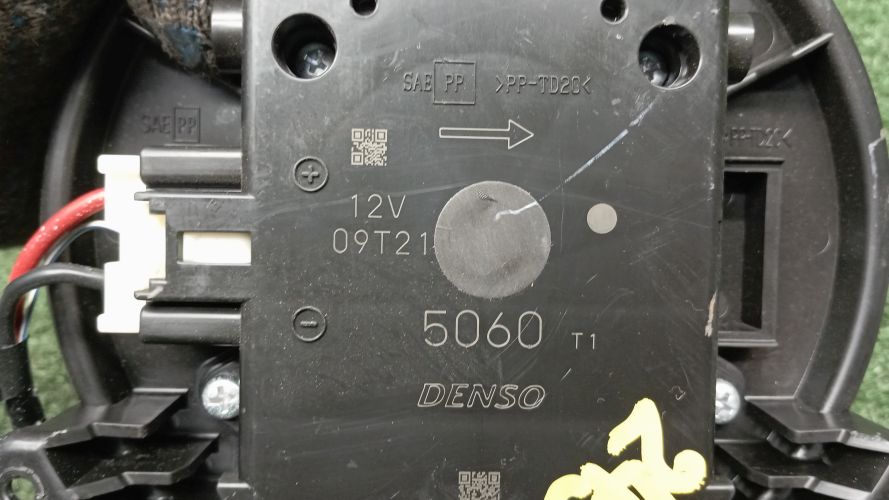 SAE PP >PP-TD20<
SAE PP
12V
09T21
5060 T1
DENSO